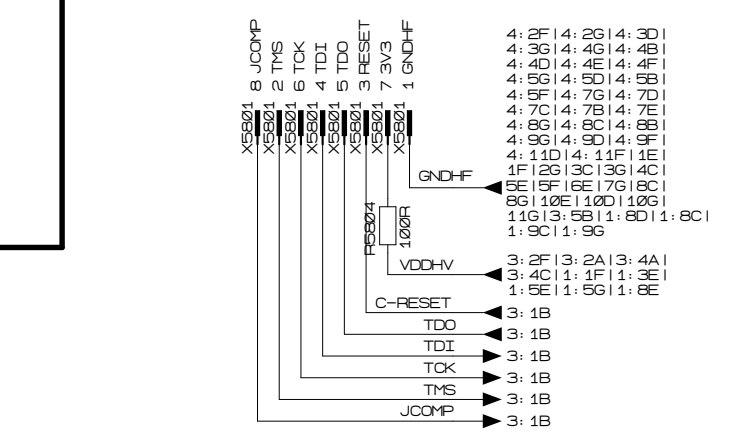 8 JCOMP
2 TMS
6 TCK
4 TDI
5 TDO
3 RESET
7 3V3
1 GNDHF
X5801
X5801
X5801
X5801
X5801
X5801
X5801
X5801
GNDHF
4:2F|4:2G|4:3D|
4:3G|4:4G|4:4B|
4:4D|4:4E|4:4F
4:5G|4:5D|4:5B|
4:5F|4:7G|4:7D|
4:7C|4:7B|4:7E|
4:8G|4:8C|4:8B|
4:9G|4:9D|4:9F|
4:11D|4:11F|1E|
1F|2G|3C|3G|4C|
5E|5F|6E|7G|8C|
8G|10E|10D|10G|
11G|3:5B|1:8D|1:8C|
1:9C|1:9G
R5804
100R
VDDHV
3:2F|3:2A|3:4A|
3:4C|1:1F|1:3E|
1:5E|1:5G|1:8E
C-RESET
3:1B
TDO
3:1B
TDI
3:1B
TCK
3:1B
TMS
3:1B
JCOMP
3:1B